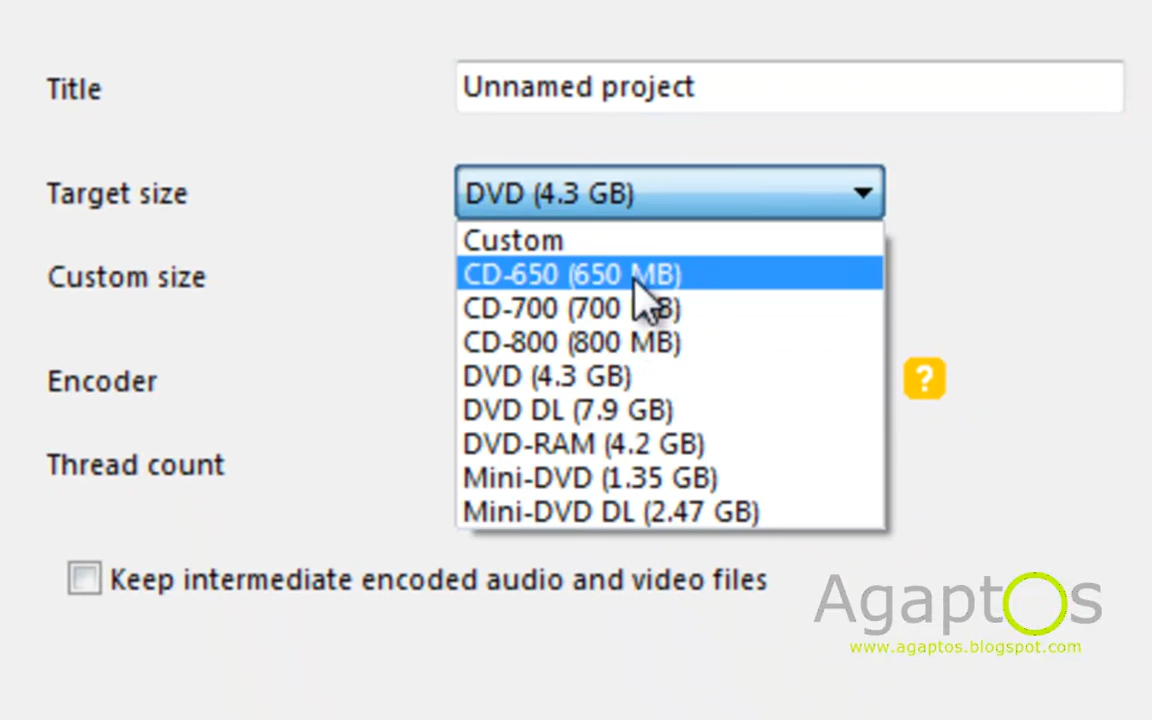 Title
Unnamed project
Target size
DVD (4.3 GB)
Custom
CD-650 (650 MB)
Custom size
CD-700 (700 MB)
CD-800 (800 MB)
Encoder
DVD (4.3 GB)
?
DVD DL (7.9 GB)
DVD-RAM (4.2 GB)
Thread count
Mini-DVD (1.35 GB)
Mini-DVD DL (2.47 GB)
Keep intermediate encoded audio and video files
AgaptOs
www.agaptos.blogspot.com